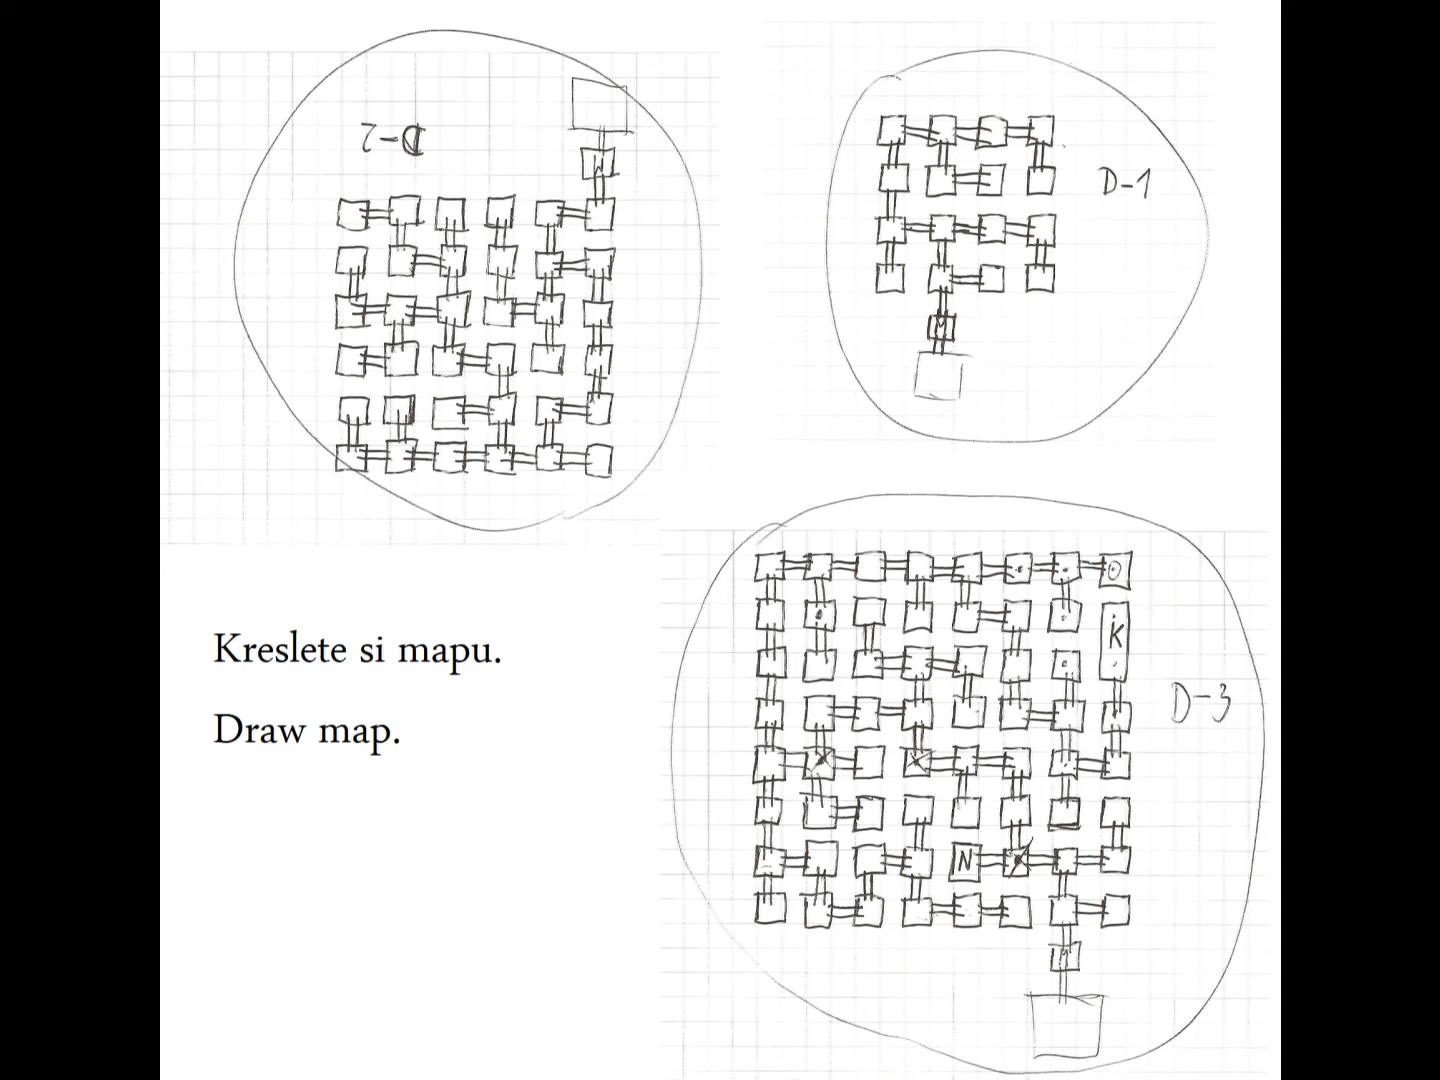 D-2
D-1
Kreslete si mapu.
Draw map.
K
D-3
N